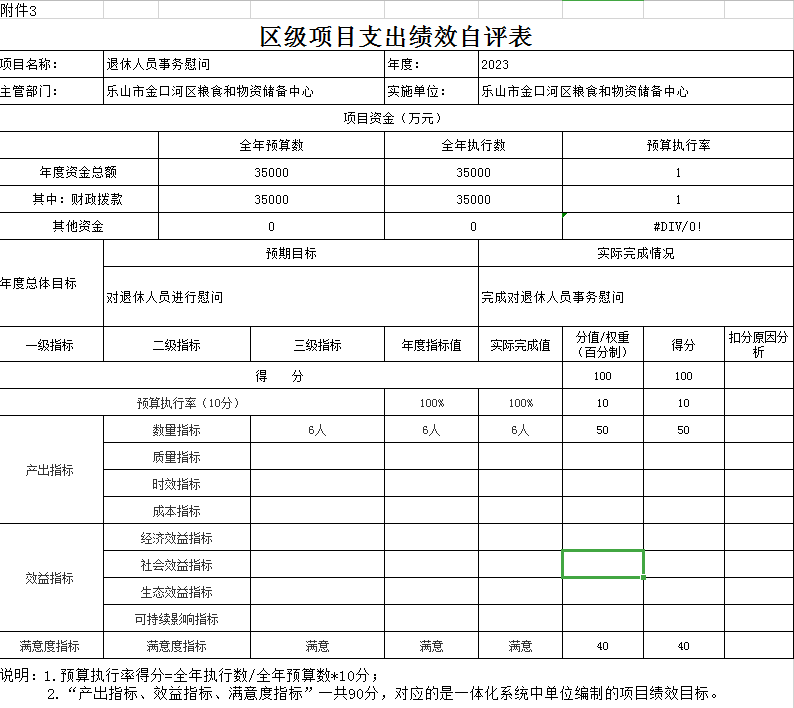 附件3
区级项目支出绩效自评表
项目名称： 退休人员事务慰问 年度： 2023
主管部门： 乐山市金口河区粮食和物资储备中心 实施单位： 乐山市金口河区粮食和物资储备中心
项目资金（万元）
全年预算数 全年执行数 预算执行率
年度资金总额 35000 35000 1
其中：财政拨款 35000 35000 1
其他资金 0 0 #DIV/0!
年度总体目标 预期目标 实际完成情况
对退休人员进行慰问 完成对退休人员事务慰问
一级指标 二级指标 三级指标 年度指标值 实际完成值 分值/权重（百分制） 得分 扣分原因分析
得 分 100 100
预算执行率（10分） 100% 100% 10 10
产出指标 数量指标 6人 6人 6人 50 50
质量指标
时效指标
成本指标
效益指标 经济效益指标
社会效益指标
生态效益指标
可持续影响指标
满意度指标 满意度指标 满意 满意 满意 40 40
说明：1.预算执行率得分=全年执行数/全年预算数*10分；
2.“产出指标、效益指标、满意度指标”一共90分，对应的是一体化系统中单位编制的项目绩效目标。